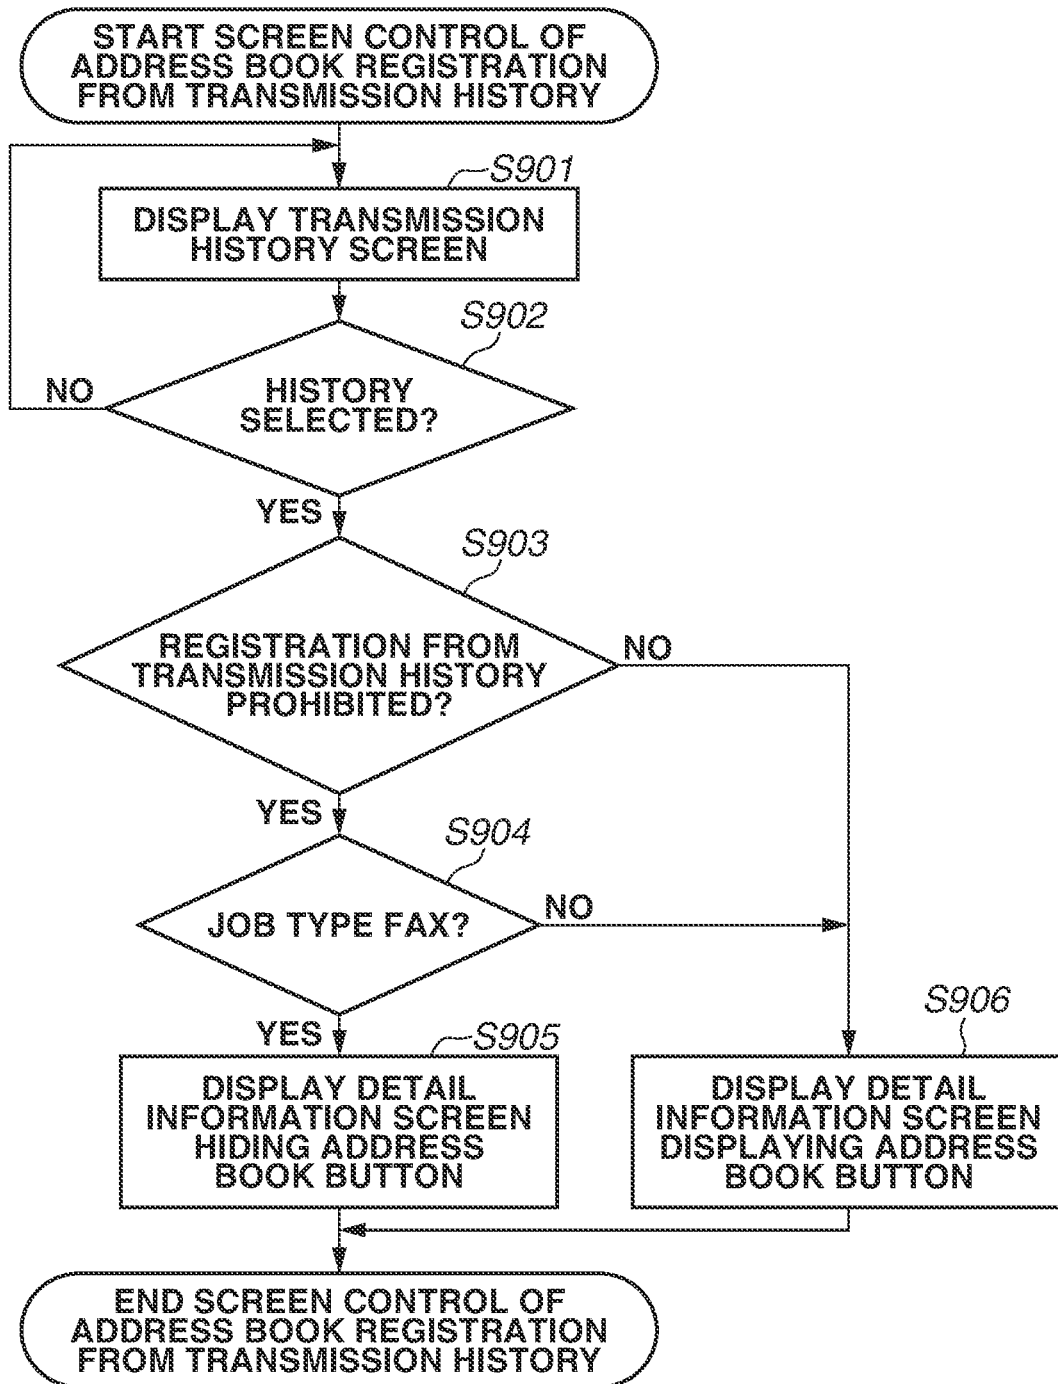 START SCREEN CONTROL OF
ADDRESS BOOK REGISTRATION
FROM TRANSMISSION HISTORY
S901
DISPLAY TRANSMISSION
HISTORY SCREEN
S902
HISTORY
SELECTED?
NO
YES
S903
REGISTRATION FROM
TRANSMISSION HISTORY
PROHIBITED?
NO
YES
S904
JOB TYPE FAX?
NO
YES
S905
DISPLAY DETAIL
INFORMATION SCREEN
HIDING ADDRESS
BOOK BUTTON
S906
DISPLAY DETAIL
INFORMATION SCREEN
DISPLAYING ADDRESS
BOOK BUTTON
END SCREEN CONTROL OF
ADDRESS BOOK REGISTRATION
FROM TRANSMISSION HISTORY